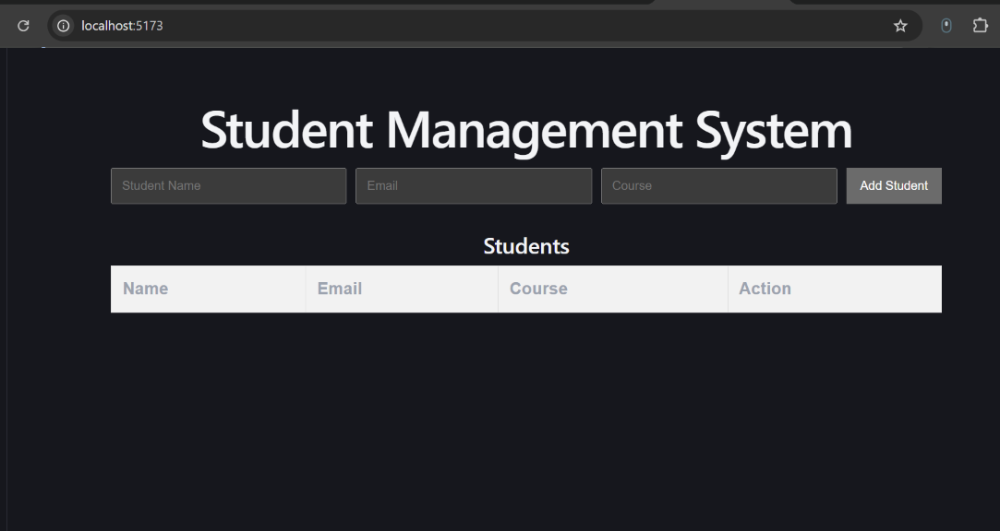 localhost:5173
Student Management System
Student Name Email Course Add Student
Students
Name Email Course Action